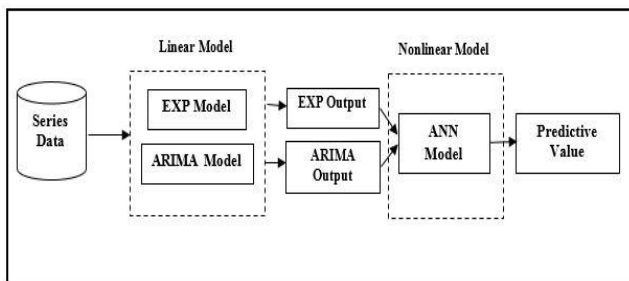 Linear Model
Nonlinear Model
Series
Data
EXP Model
ARIMA Model
EXP Output
ARIMA
Output
ANN
Model
Predictive
Value